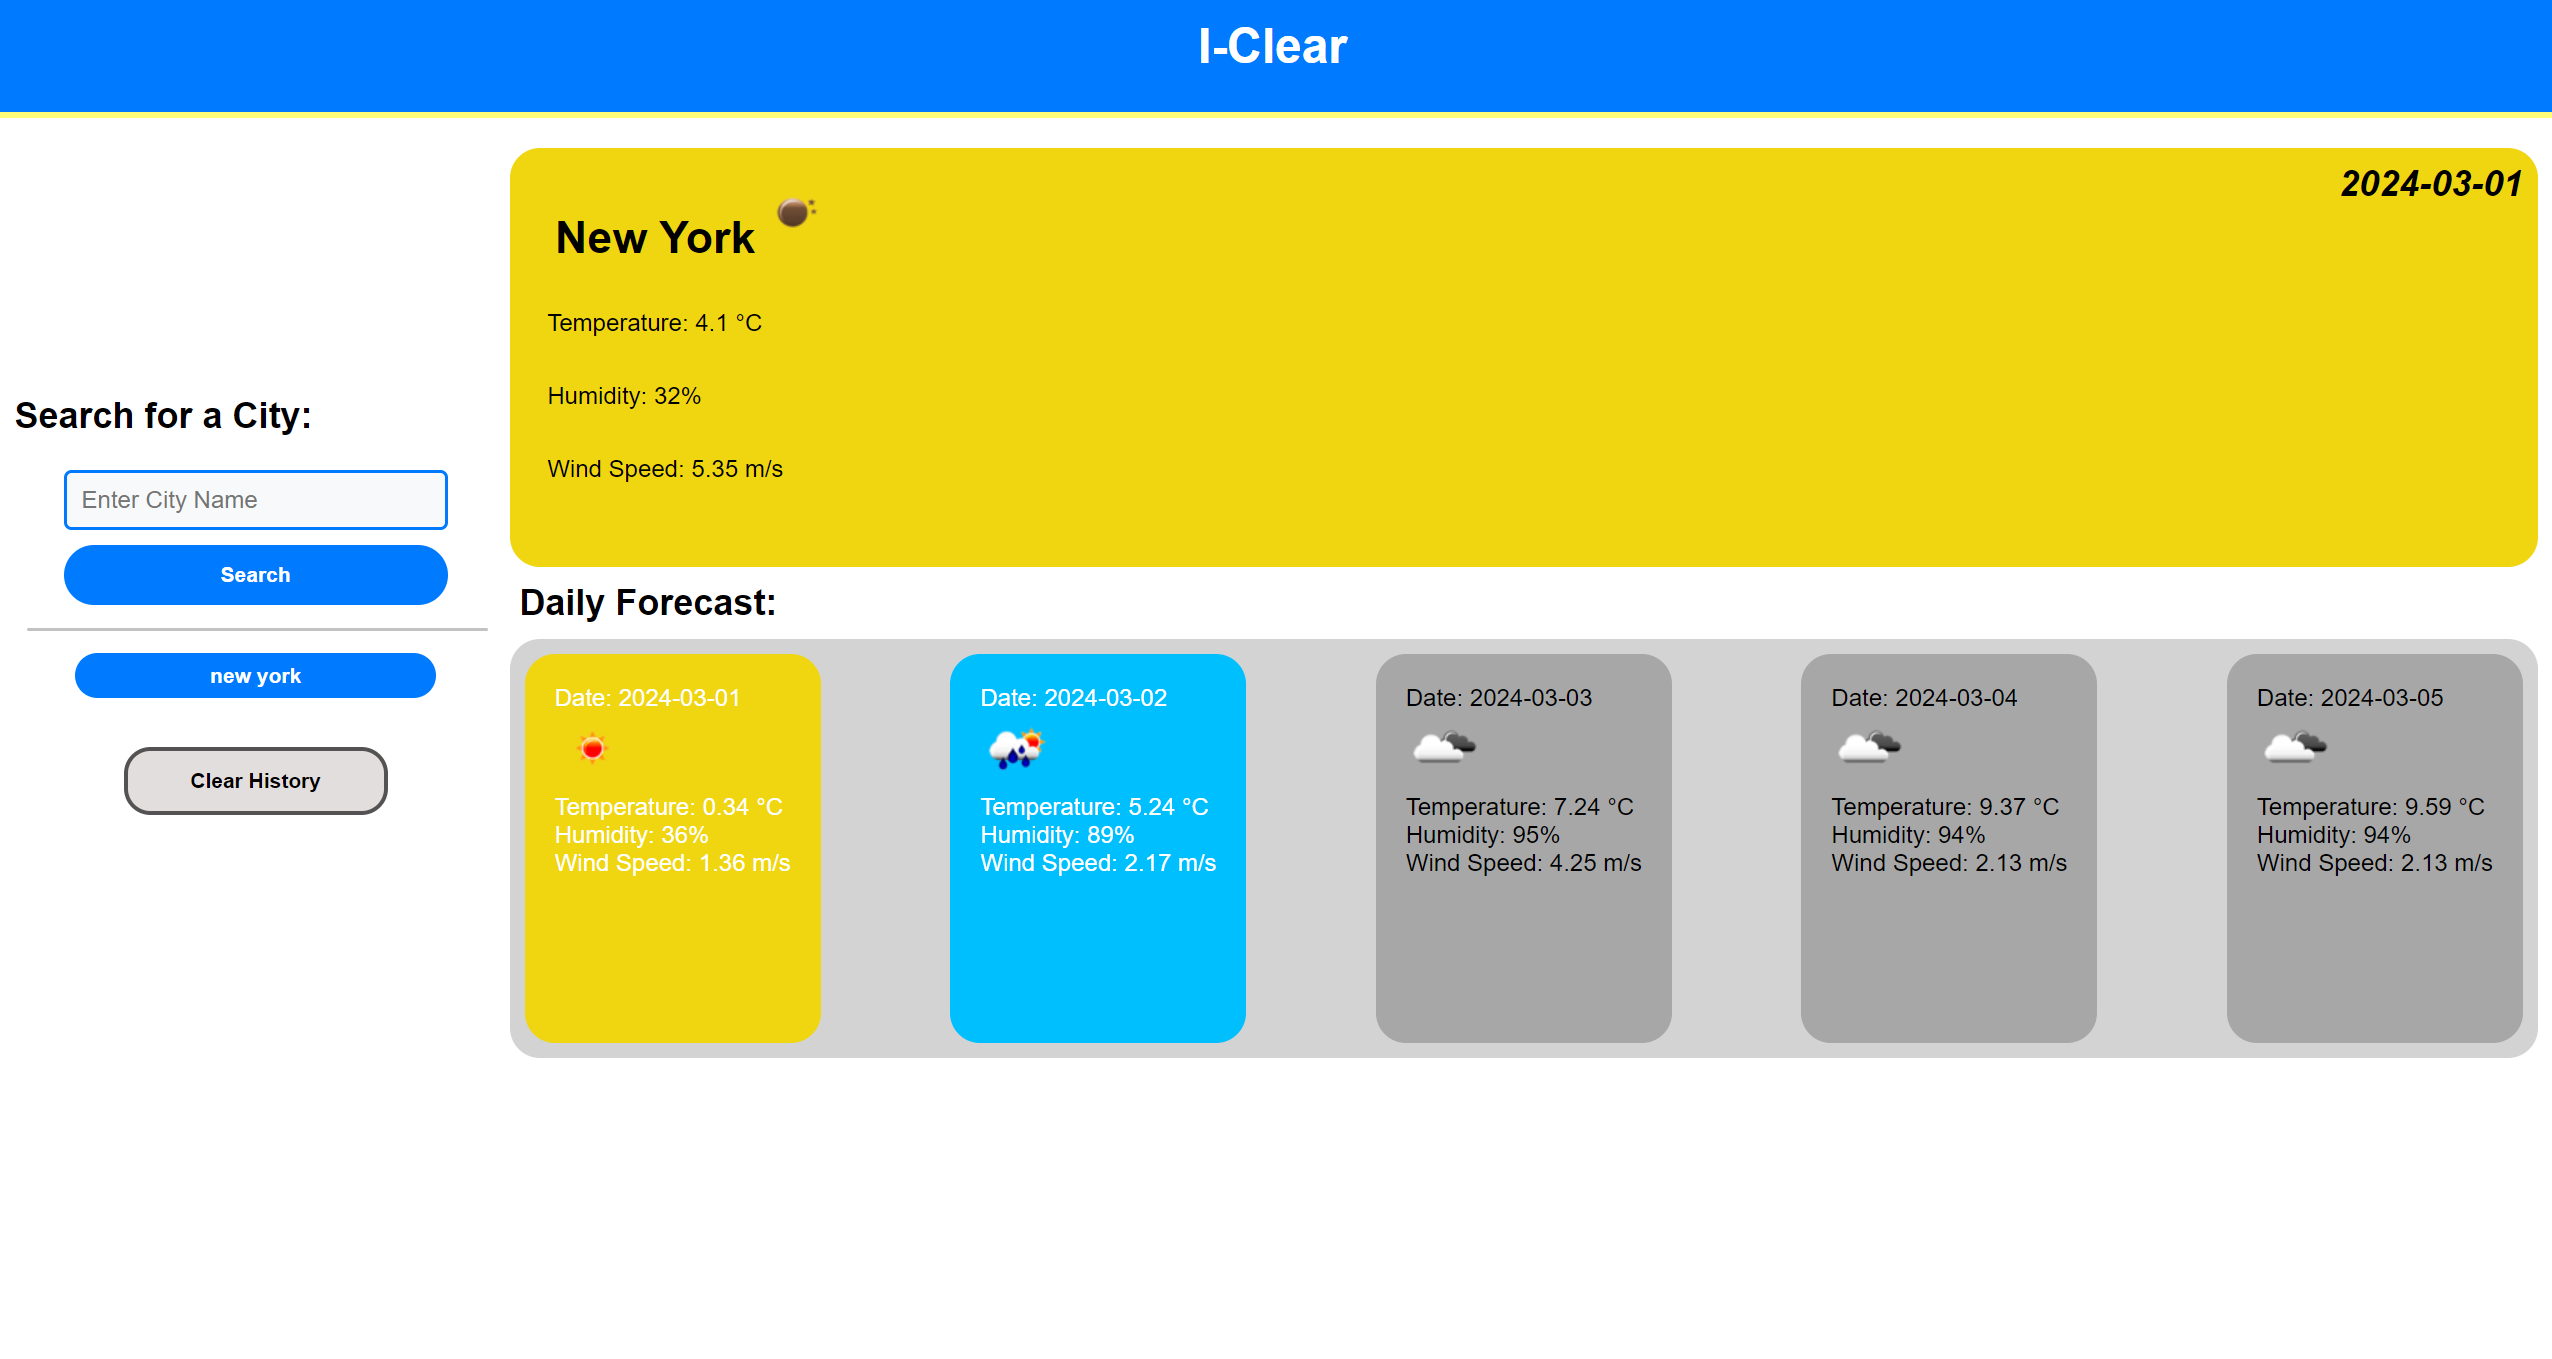 I-Clear
Search for a City:
Enter City Name
Search
new york
Clear History
2024-03-01
New York
Temperature: 4.1 °C
Humidity: 32%
Wind Speed: 5.35 m/s
Daily Forecast:
Date: 2024-03-01
Temperature: 0.34 °C
Humidity: 36%
Wind Speed: 1.36 m/s
Date: 2024-03-02
Temperature: 5.24 °C
Humidity: 89%
Wind Speed: 2.17 m/s
Date: 2024-03-03
Temperature: 7.24 °C
Humidity: 95%
Wind Speed: 4.25 m/s
Date: 2024-03-04
Temperature: 9.37 °C
Humidity: 94%
Wind Speed: 2.13 m/s
Date: 2024-03-05
Temperature: 9.59 °C
Humidity: 94%
Wind Speed: 2.13 m/s